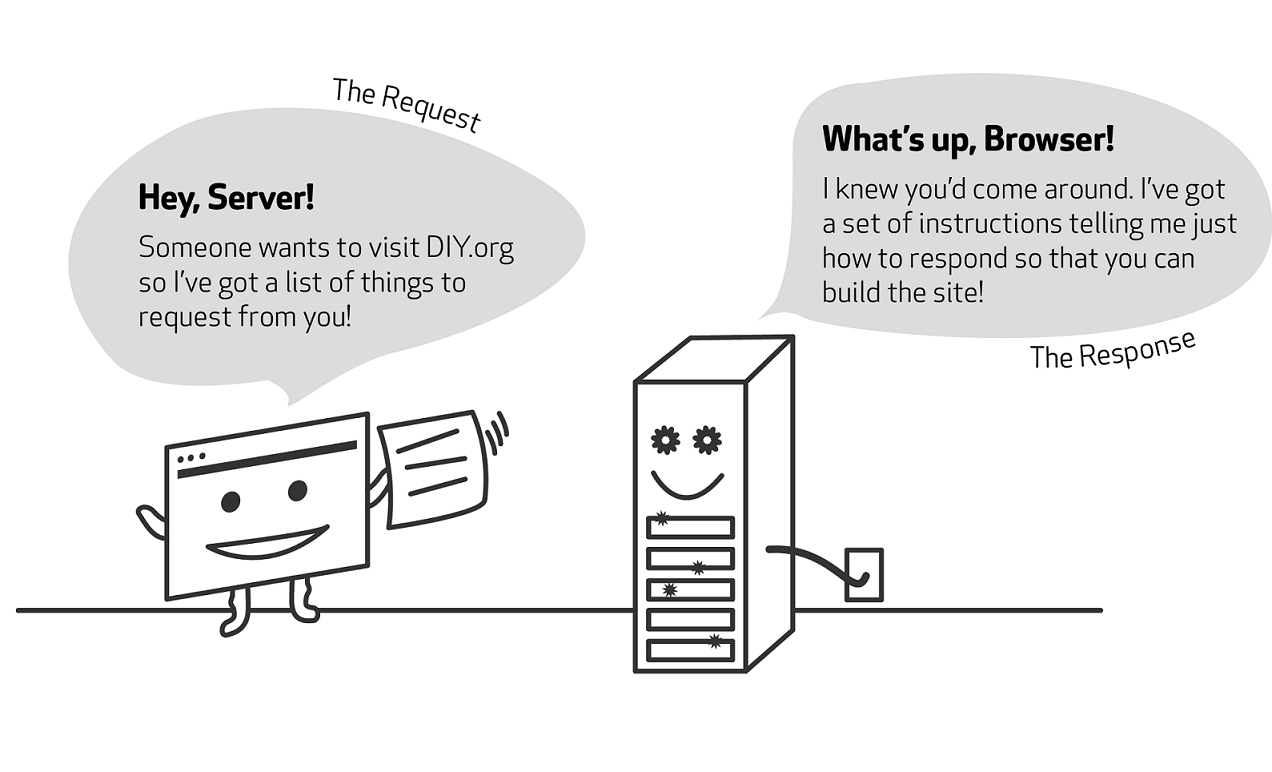 The Request
Hey, Server!
Someone wants to visit DIY.org
so I’ve got a list of things to
request from you!
What’s up, Browser!
I knew you’d come around. I’ve got
a set of instructions telling me just
how to respond so that you can
build the site!
The Response